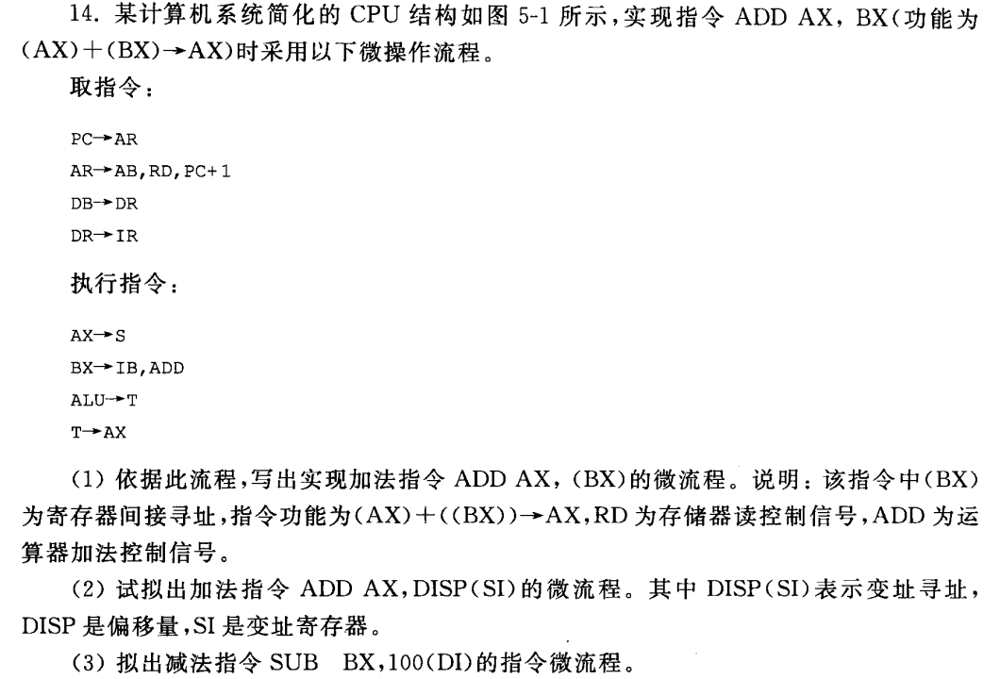 14. 某计算机系统简化的 CPU 结构如图 5-1 所示,实现指令 ADD AX, BX(功能为
(AX)+(BX)→AX)时采用以下微操作流程。
取指令:
PC→AR
AR→AB,RD,PC+1
DB→DR
DR→IR
执行指令:
AX→S
BX→IB,ADD
ALU→T
T→AX
(1) 依据此流程,写出实现加法指令 ADD AX, (BX)的微流程。说明:该指令中(BX)
为寄存器间接寻址,指令功能为(AX)+((BX))→AX,RD 为存储器读控制信号,ADD 为运
算器加法控制信号。
(2) 试拟出加法指令 ADD AX,DISP(SI)的微流程。其中 DISP(SI)表示变址寻址,
DISP 是偏移量,SI 是变址寄存器。
(3) 拟出减法指令 SUB BX,100(DI)的指令微流程。